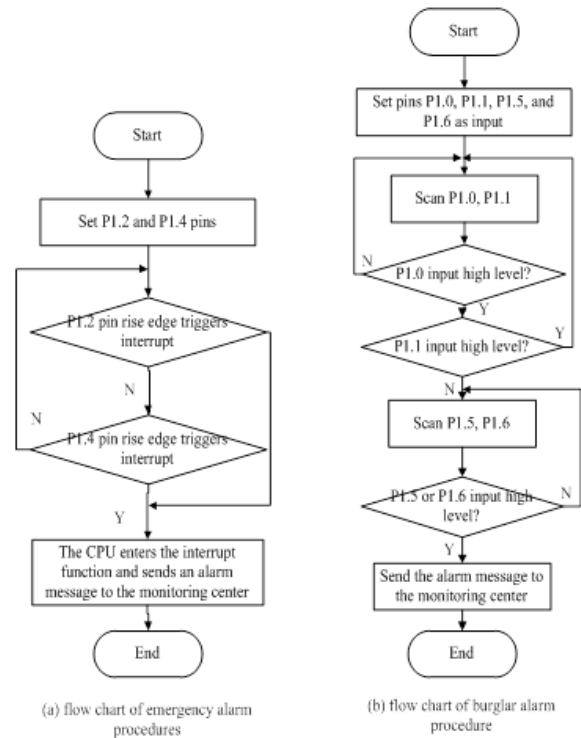 Start
Set P1.2 and P1.4 pins
P1.2 pin rise edge triggers
interrupt
N
N
P1.4 pin rise edge triggers
interrupt
Y
The CPU enters the interrupt
function and sends an alarm
message to the monitoring center
End
(a) flow chart of emergency alarm
procedures
Start
Set pins P1.0, P1.1, P1.5, and
P1.6 as input
Scan P1.0, P1.1
N
P1.0 input high level?
Y
Y
P1.1 input high level?
N
Scan P1.5, P1.6
P1.5 or P1.6 input high
level?
N
Y
Send the alarm message to
the monitoring center
End
(b) flow chart of burglar alarm
procedure